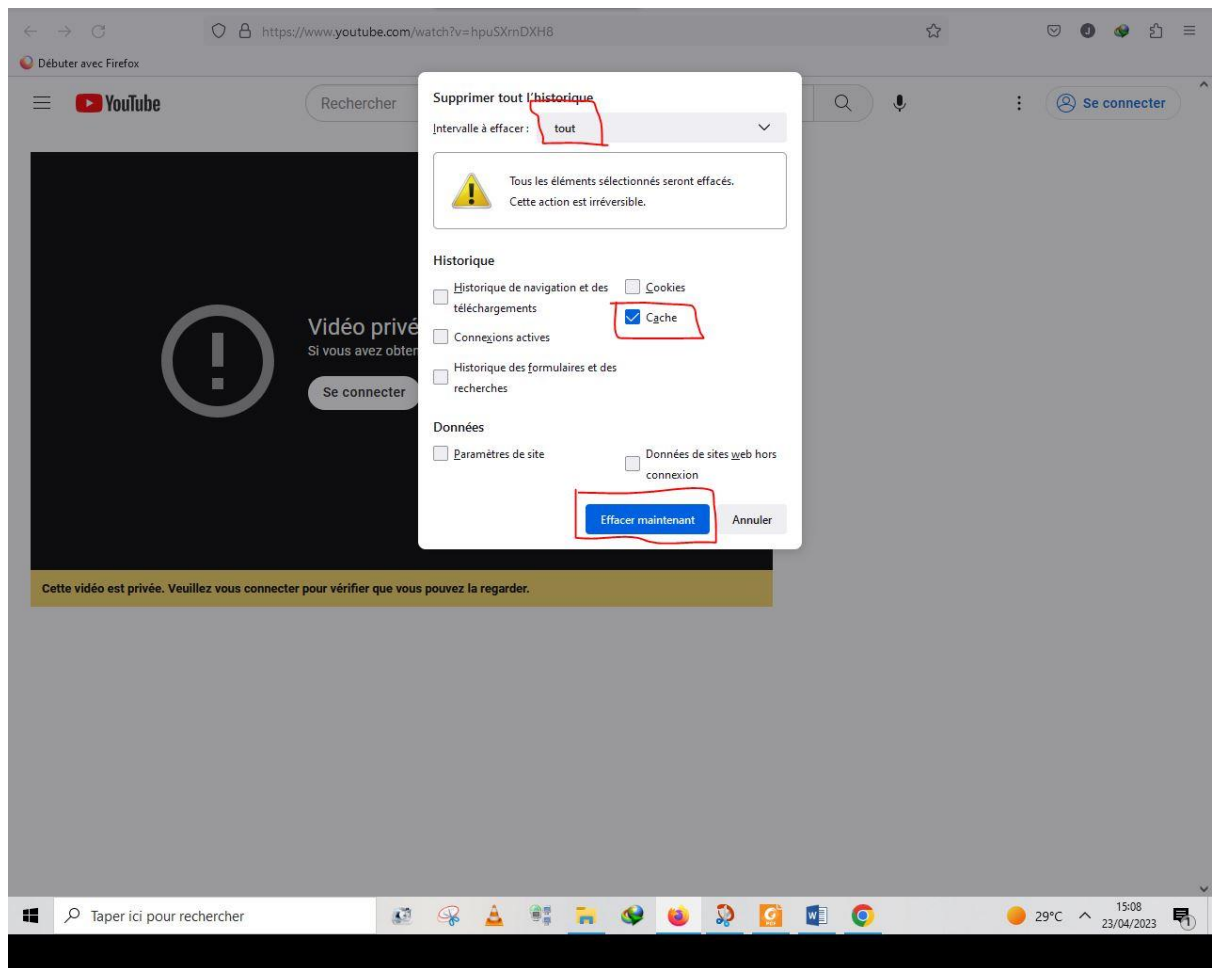 https://www.youtube.com/watch?v=hpuSXrnDXH8
J
Débuter avec Firefox
YouTube
Rechercher
Se connecter
Supprimer tout l'historique
Intervalle à effacer : tout
Tous les éléments sélectionnés seront effacés.
Cette action est irréversible.
Historique
Historique de navigation et des
téléchargements
Cookies
Cache
Connexions actives
Historique des formulaires et des
recherches
Données
Paramètres de site
Données de sites web hors
connexion
Effacer maintenant
Annuler
Vidéo privé
Si vous avez obten
Se connecter
Cette vidéo est privée. Veuillez vous connecter pour vérifier que vous pouvez la regarder.
Taper ici pour rechercher
29°C
15:08
23/04/2023